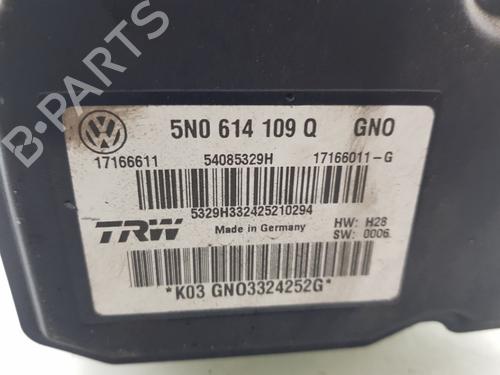 B-PARTS
5N0 614 109 Q GNO
17166611 54085329H 17166011-G
5329H332425210294
TRW Made in Germany HW: H28
SW: 0006
*K03 GNO3324252G*